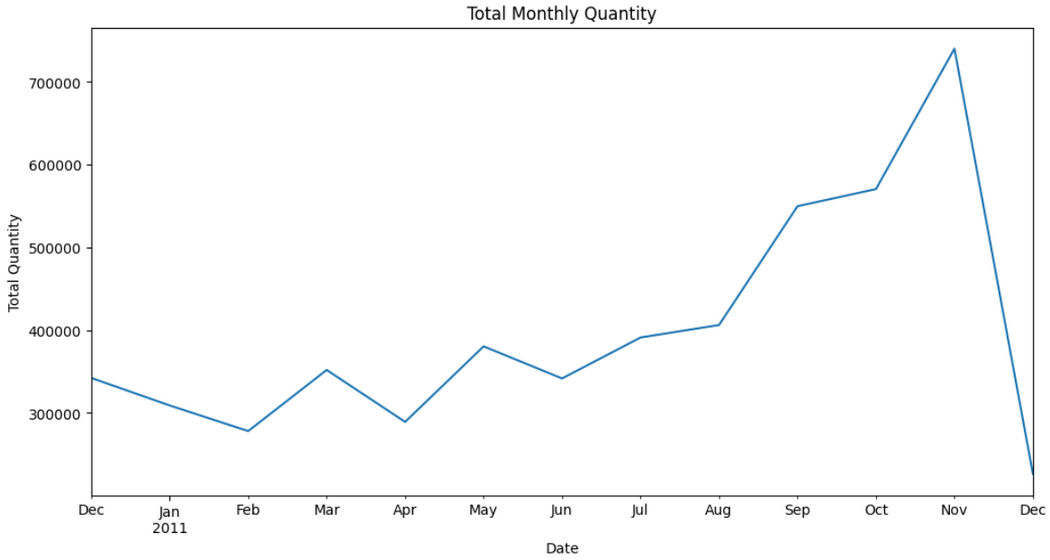 Total Monthly Quantity
Total Quantity
700000
600000
500000
400000
300000
Dec Jan Feb Mar Apr May Jun Jul Aug Sep Oct Nov Dec
2011
Date